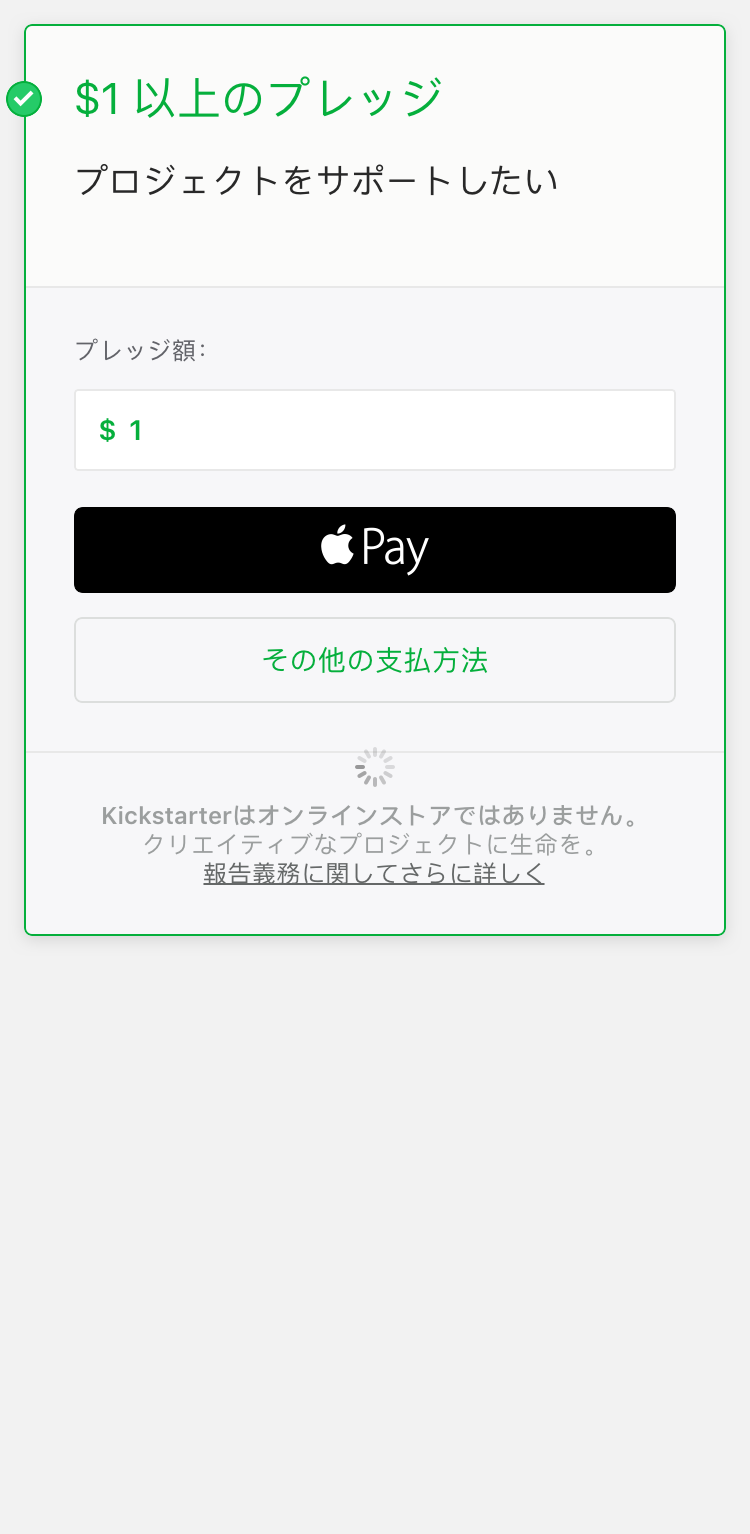 $1 以上のプレッジ
プロジェクトをサポートしたい
プレッジ額:
$ 1
Pay
その他の支払方法
Kickstarterはオンラインストアではありません。
クリエイティブなプロジェクトに生命を。
報告義務に関してさらに詳しく